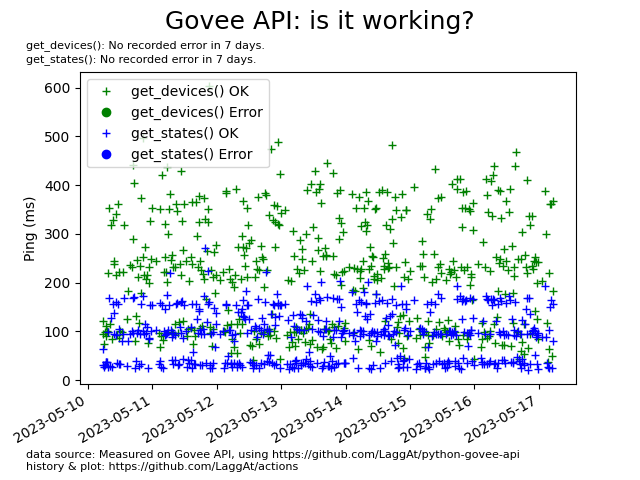 Govee API: is it working?
get_devices(): No recorded error in 7 days.
get_states(): No recorded error in 7 days.
get_devices() OK
get_devices() Error
get_states() OK
get_states() Error
Ping (ms)
600
500
400
300
200
100
0
2023-05-10
2023-05-11
2023-05-12
2023-05-13
2023-05-14
2023-05-15
2023-05-16
2023-05-17
data source: Measured on Govee API, using https://github.com/LaggAt/python-govee-api
history & plot: https://github.com/LaggAt/actions